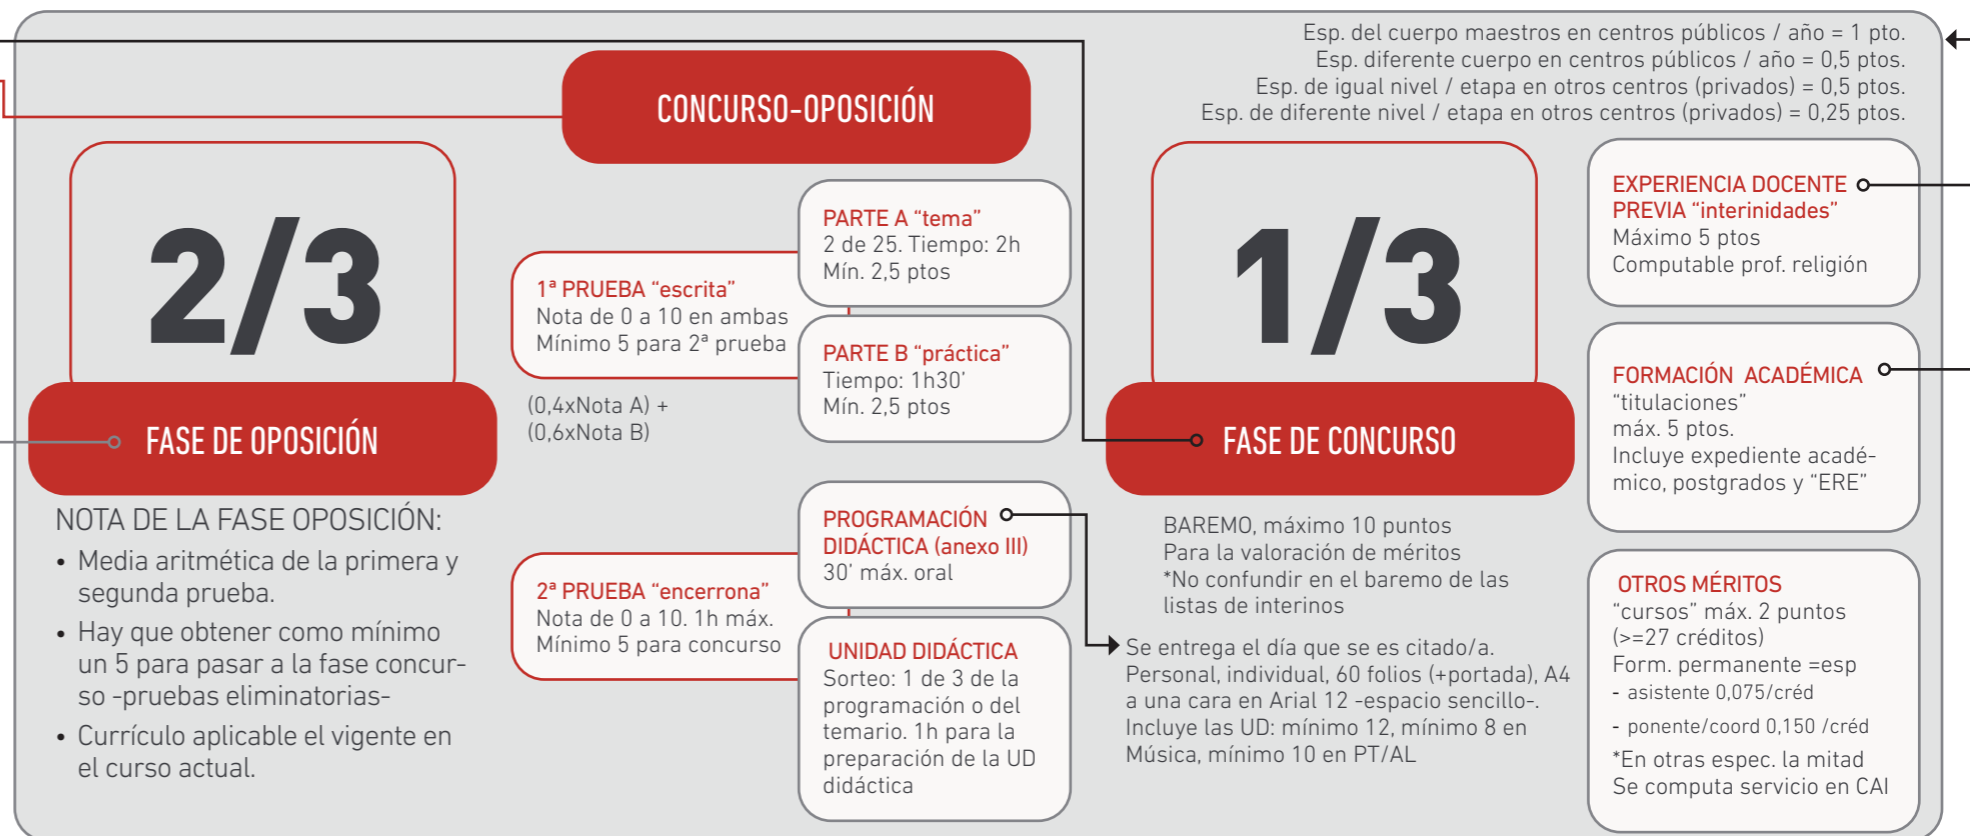 Esp. del cuerpo maestros en centros públicos / año = 1 pto.
Esp. diferente cuerpo en centros públicos / año = 0,5 ptos.
Esp. de igual nivel / etapa en otros centros (privados) = 0,5 ptos.
Esp. de diferente nivel / etapa en otros centros (privados) = 0,25 ptos.
CONCURSO-OPOSICIÓN
2/3
FASE DE OPOSICIÓN
NOTA DE LA FASE OPOSICIÓN:
• Media aritmética de la primera y
segunda prueba.
• Hay que obtener como mínimo
un 5 para pasar a la fase concur-
so -pruebas eliminatorias-
• Currículo aplicable el vigente en
el curso actual.
1ª PRUEBA “escrita”
Nota de 0 a 10 en ambas
Mínimo 5 para 2ª prueba
(0,4xNota A) +
(0,6xNota B)
PARTE A “tema”
2 de 25. Tiempo: 2h
Mín. 2,5 ptos
PARTE B “práctica”
Tiempo: 1h30’
Mín. 2,5 ptos
2ª PRUEBA “encerrona”
Nota de 0 a 10. 1h máx.
Mínimo 5 para concurso
PROGRAMACIÓN
DIDÁCTICA (anexo III)
30’ máx. oral
UNIDAD DIDÁCTICA
Sorteo: 1 de 3 de la
programación o del
temario. 1h para la
preparación de la UD
didáctica
1/3
FASE DE CONCURSO
BAREMO, máximo 10 puntos
Para la valoración de méritos
*No confundir en el baremo de las
listas de interinos
Se entrega el día que se es citado/a.
Personal, individual, 60 folios (+portada), A4
a una cara en Arial 12 -espacio sencillo-.
Incluye las UD: mínimo 12, mínimo 8 en
Música, mínimo 10 en PT/AL
EXPERIENCIA DOCENTE
PREVIA “interinidades”
Máximo 5 ptos
Computable prof. religión
FORMACIÓN ACADÉMICA
“titulaciones”
máx. 5 ptos.
Incluye expediente acadé-
mico, postgrados y “ERE”
OTROS MÉRITOS
“cursos” máx. 2 puntos
(>=27 créditos)
Form. permanente =esp
- asistente 0,075/créd
- ponente/coord 0,150 /créd
*En otras espec. la mitad
Se computa servicio en CAI